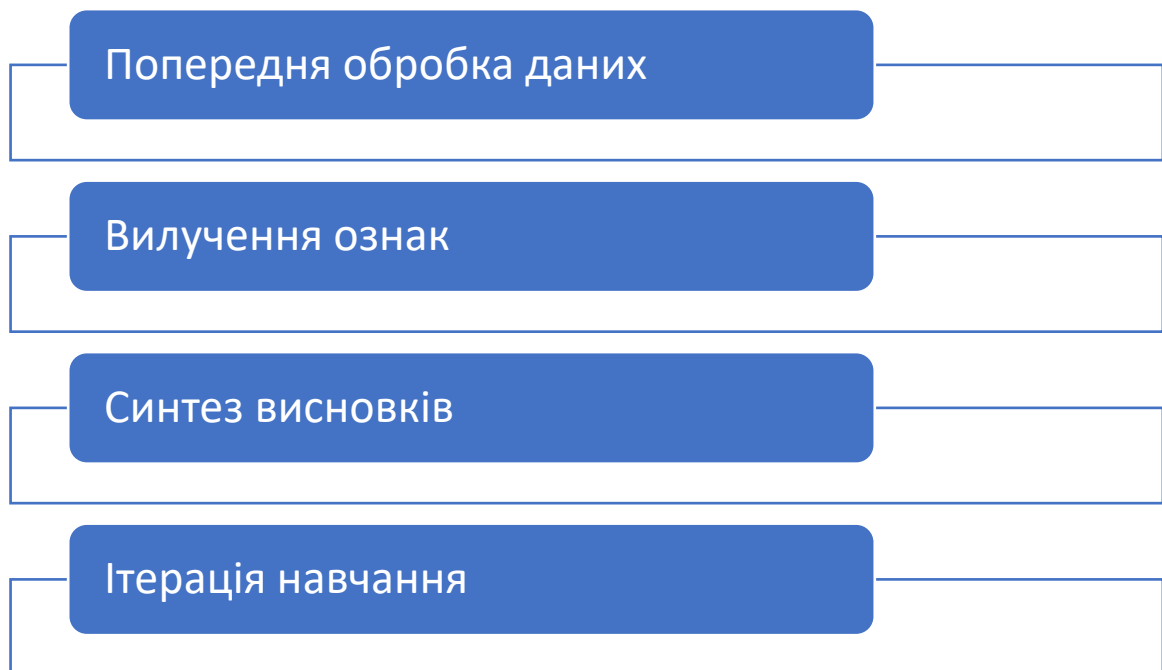 Попередня обробка даних
Вилучення ознак
Синтез висновків
Ітерація навчання